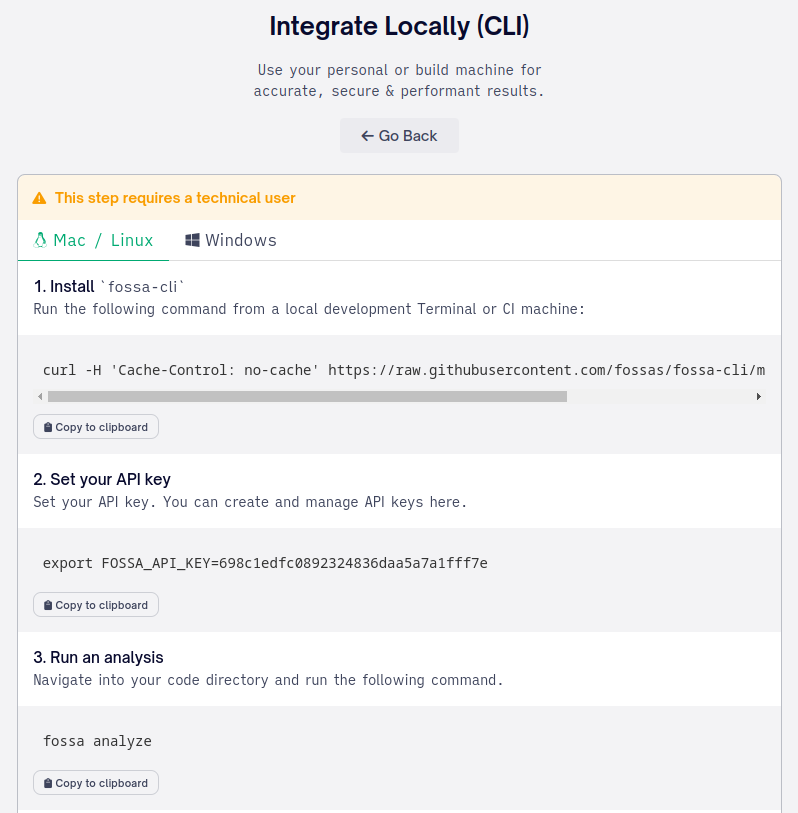 Integrate Locally (CLI)
Use your personal or build machine for
accurate, secure & performant results.
← Go Back
This step requires a technical user
Mac / Linux
Windows
1. Install `fossa-cli`
Run the following command from a local development Terminal or CI machine:
curl -H 'Cache-Control: no-cache' https://raw.githubusercontent.com/fossas/fossa-cli/m
Copy to clipboard
2. Set your API key
Set your API key. You can create and manage API keys here.
export FOSSA_API_KEY=698c1edfc0892324836daa5a7a1fff7e
Copy to clipboard
3. Run an analysis
Navigate into your code directory and run the following command.
fossa analyze
Copy to clipboard